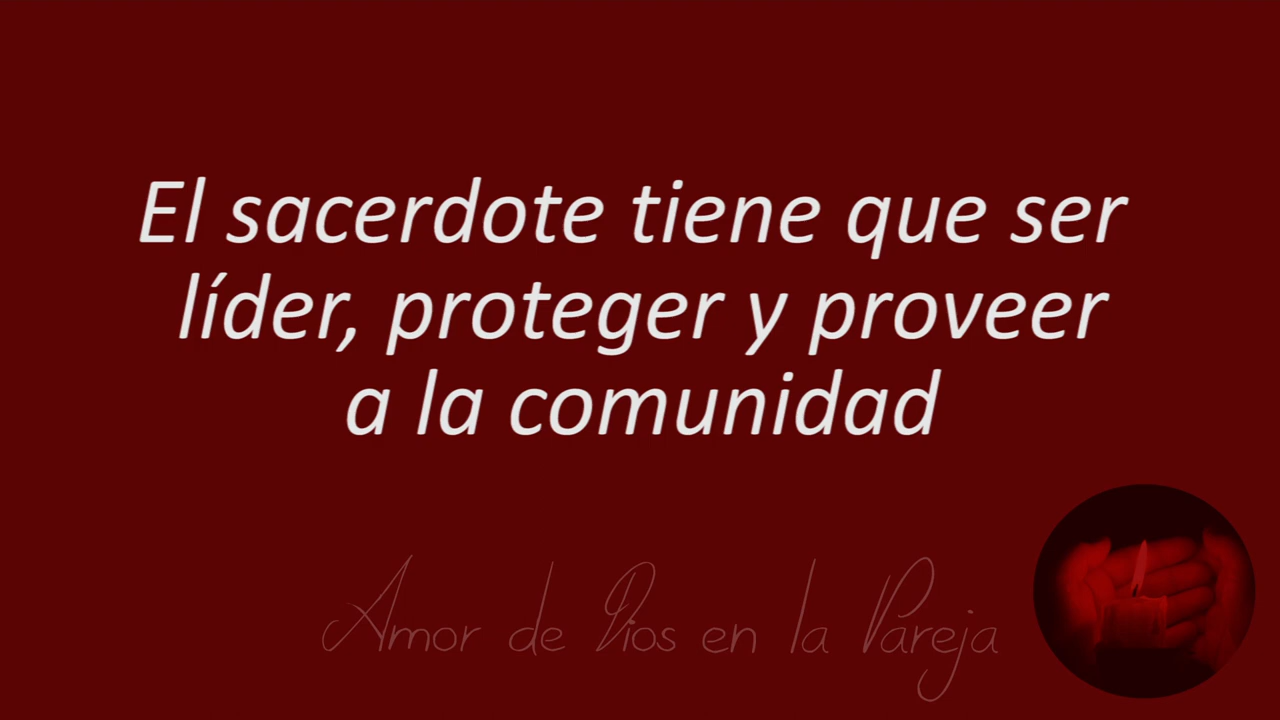 El sacerdote tiene que ser
líder, proteger y proveer
a la comunidad
Amor de Dios en la Pareja